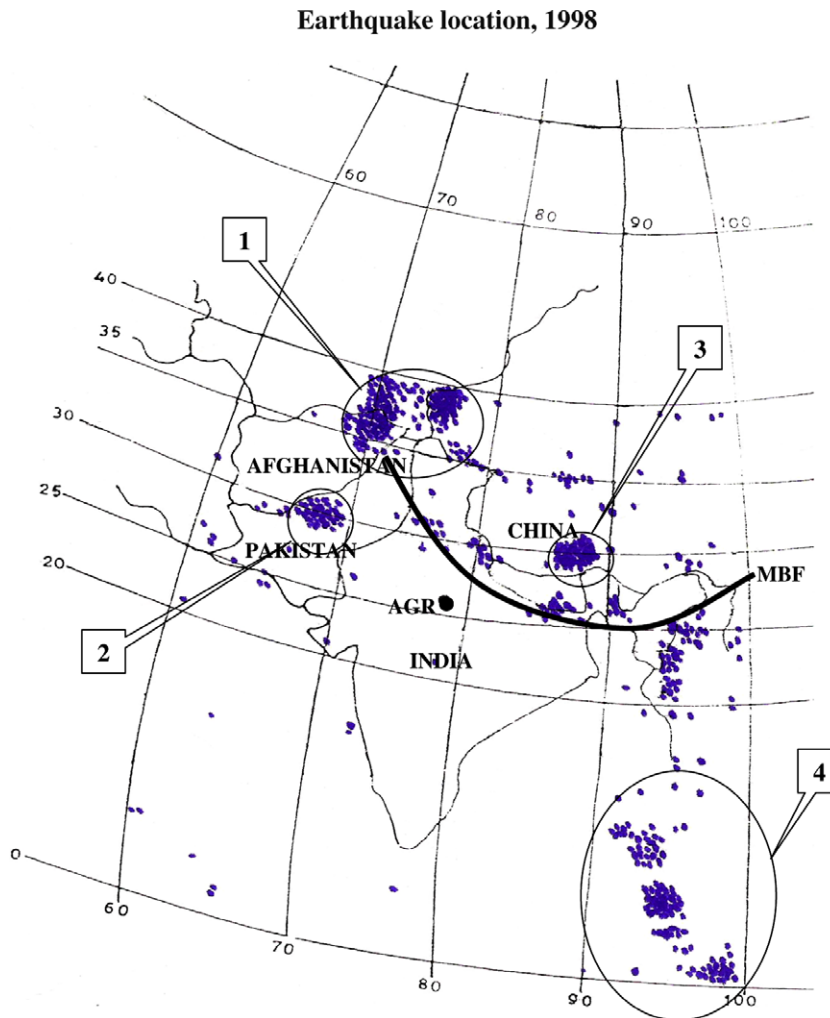 Earthquake location, 1998
60
70
80
90
100
1
40
35
3
30
AFGHANISTAN
25
CHINA
PAKISTAN
20
MBF
AGR
2
INDIA
4
0
60
70
80
90
100